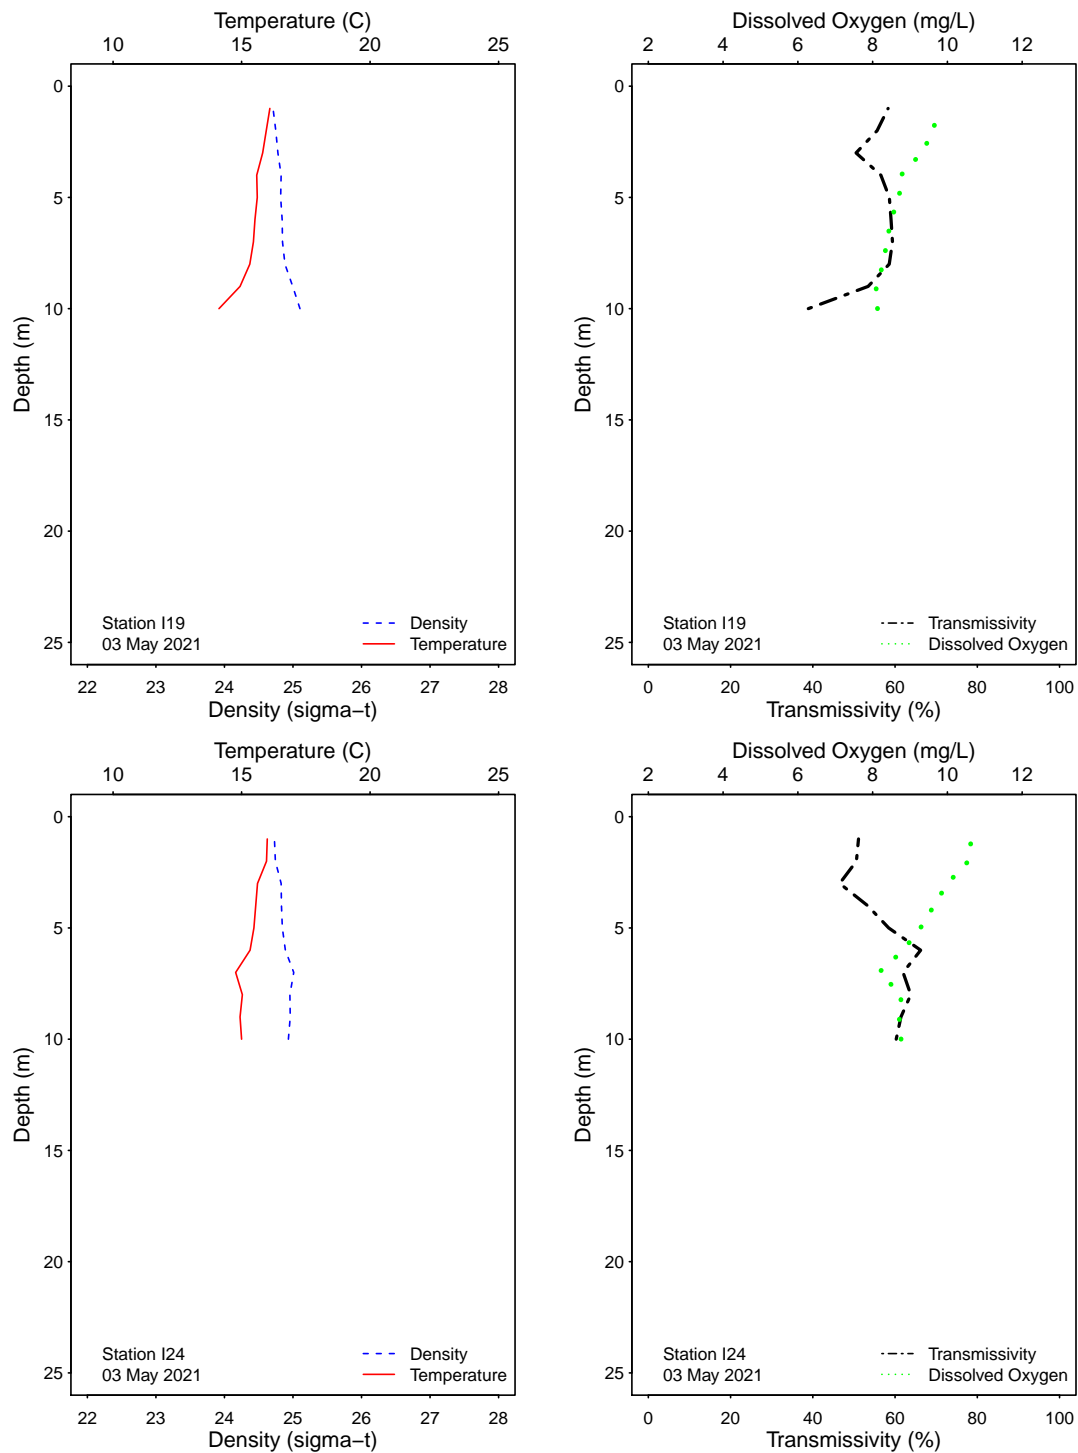 Temperature (C)
10 15 20 25
0
5
10
15
20
25
Depth (m)
Station I19
03 May 2021
Density
Temperature
22 23 24 25 26 27 28
Density (sigma−t)
Dissolved Oxygen (mg/L)
2 4 6 8 10 12
0
5
10
15
20
25
Depth (m)
Station I19
03 May 2021
Transmissivity
Dissolved Oxygen
0 20 40 60 80 100
Transmissivity (%)
Temperature (C)
10 15 20 25
0
5
10
15
20
25
Depth (m)
Station I24
03 May 2021
Density
Temperature
22 23 24 25 26 27 28
Density (sigma−t)
Dissolved Oxygen (mg/L)
2 4 6 8 10 12
0
5
10
15
20
25
Depth (m)
Station I24
03 May 2021
Transmissivity
Dissolved Oxygen
0 20 40 60 80 100
Transmissivity (%)